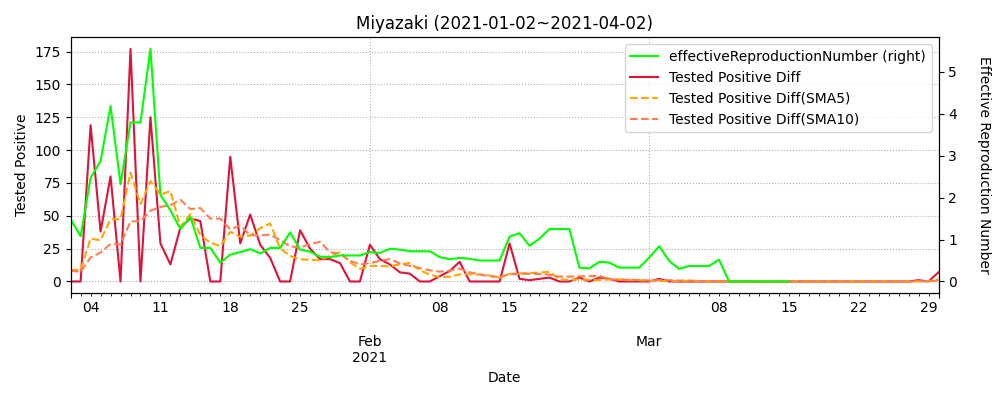 Miyazaki (2021-01-02~2021-04-02)
effectiveReproductionNumber (right)
Tested Positive Diff
Tested Positive Diff(SMA5)
Tested Positive Diff(SMA10)
Tested Positive
175
150
125
100
75
50
25
0
Effective Reproduction Number
5
4
3
2
1
0
04 11 18 25 08 15 22 08 15 22 29
Feb Mar
2021
Date